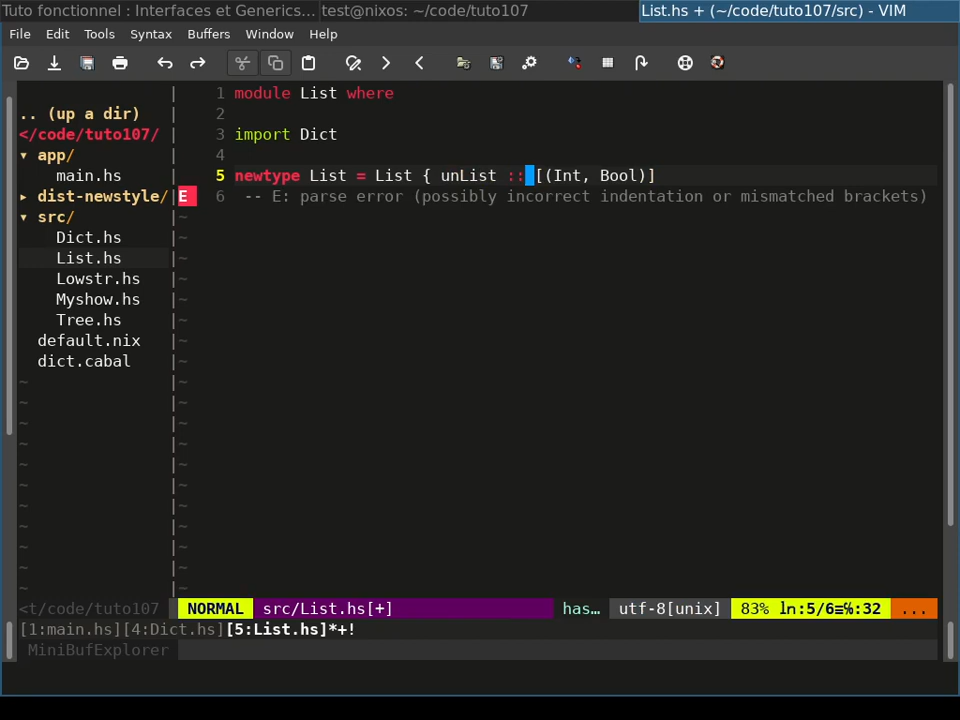 Tuto fonctionnel : Interfaces et Generics... test@nixos: ~/code/tuto107 List.hs + (~/code/tuto107/src) - VIM
File Edit Tools Syntax Buffers Window Help
1 module List where
.. (up a dir) 2
</code/tuto107/ 3 import Dict
▾ app/ 4
main.hs 5 newtype List = List { unList :: [(Int, Bool)]
▸ dist-newstyle/ E 6 -- E: parse error (possibly incorrect indentation or mismatched brackets)
▾ src/ ~
Dict.hs ~
List.hs ~
Lowstr.hs ~
Myshow.hs ~
Tree.hs ~
default.nix ~
dict.cabal ~
<t/code/tuto107 NORMAL src/List.hs[+] has… utf-8[unix] 83% ln:5/6≡℅:32 ...
[1:main.hs][4:Dict.hs][5:List.hs]*+!
MiniBufExplorer